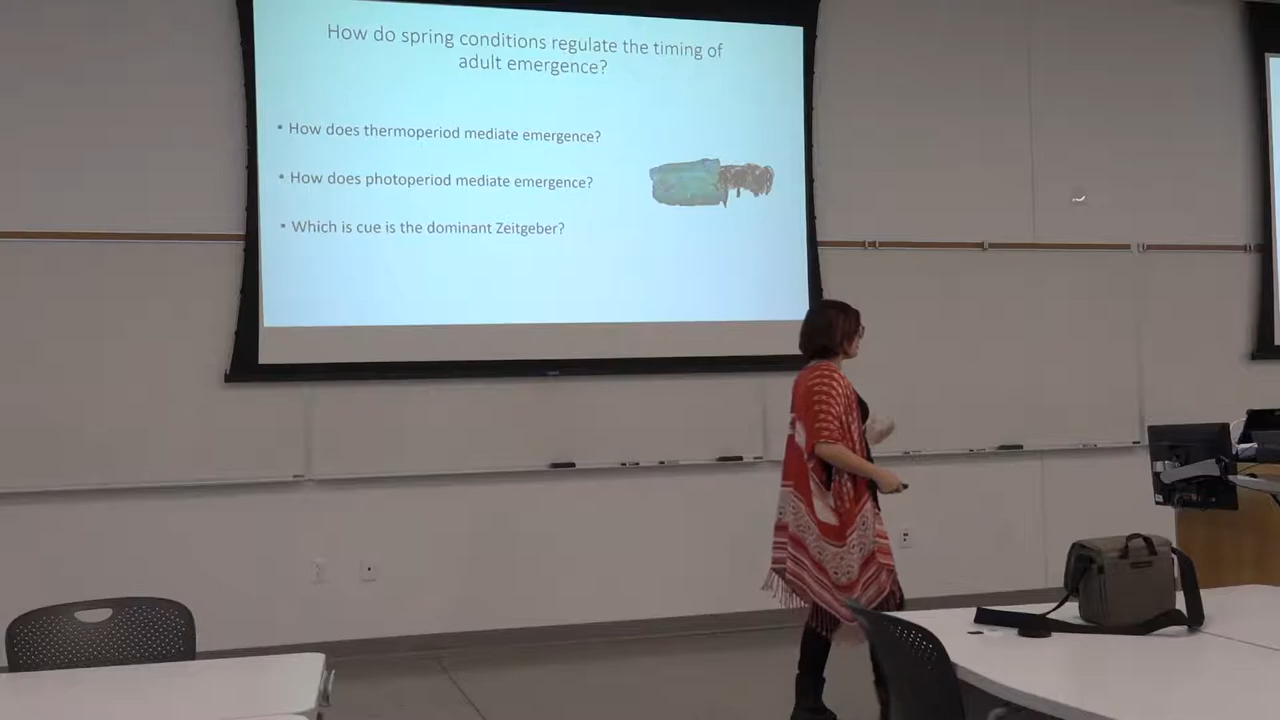 How do spring conditions regulate the timing of
adult emergence?
• How does thermoperiod mediate emergence?
• How does photoperiod mediate emergence?
• Which is cue is the dominant Zeitgeber?